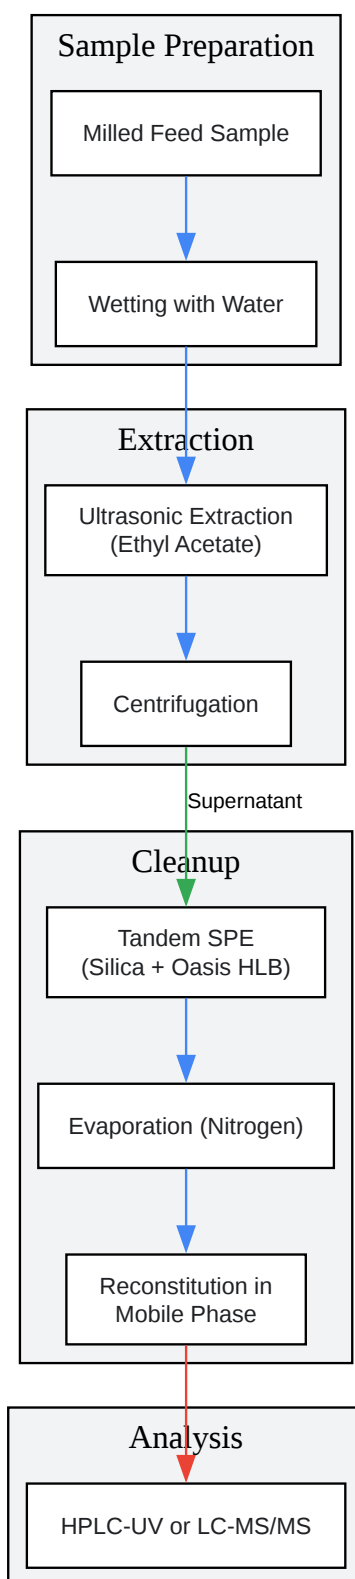 Sample Preparation
Milled Feed Sample
Wetting with Water
Extraction
Ultrasonic Extraction
(Ethyl Acetate)
Centrifugation
Supernatant
Cleanup
Tandem SPE
(Silica + Oasis HLB)
Evaporation (Nitrogen)
Reconstitution in
Mobile Phase
Analysis
HPLC-UV or LC-MS/MS